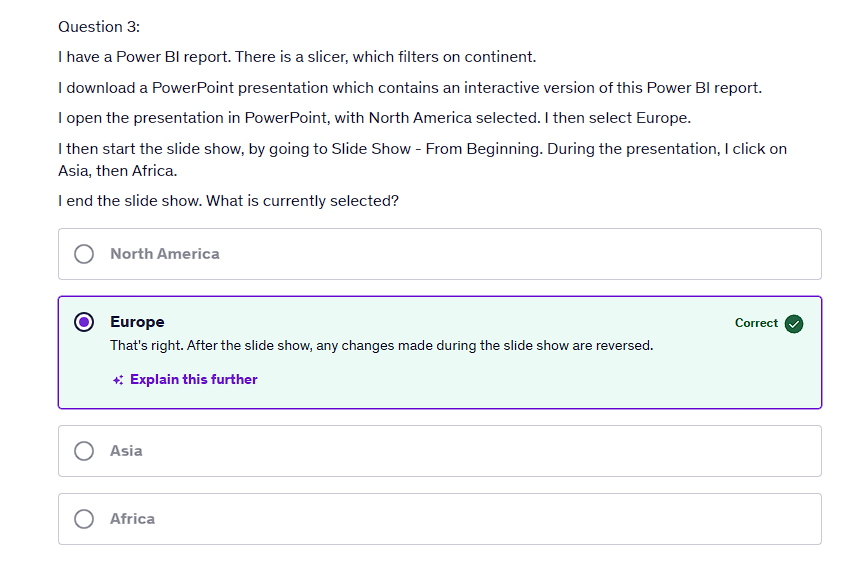 Question 3:
I have a Power BI report. There is a slicer, which filters on continent.
I download a PowerPoint presentation which contains an interactive version of this Power BI report.
I open the presentation in PowerPoint, with North America selected. I then select Europe.
I then start the slide show, by going to Slide Show - From Beginning. During the presentation, I click on
Asia, then Africa.
I end the slide show. What is currently selected?
North America
Europe
Correct
That's right. After the slide show, any changes made during the slide show are reversed.
Explain this further
Asia
Africa